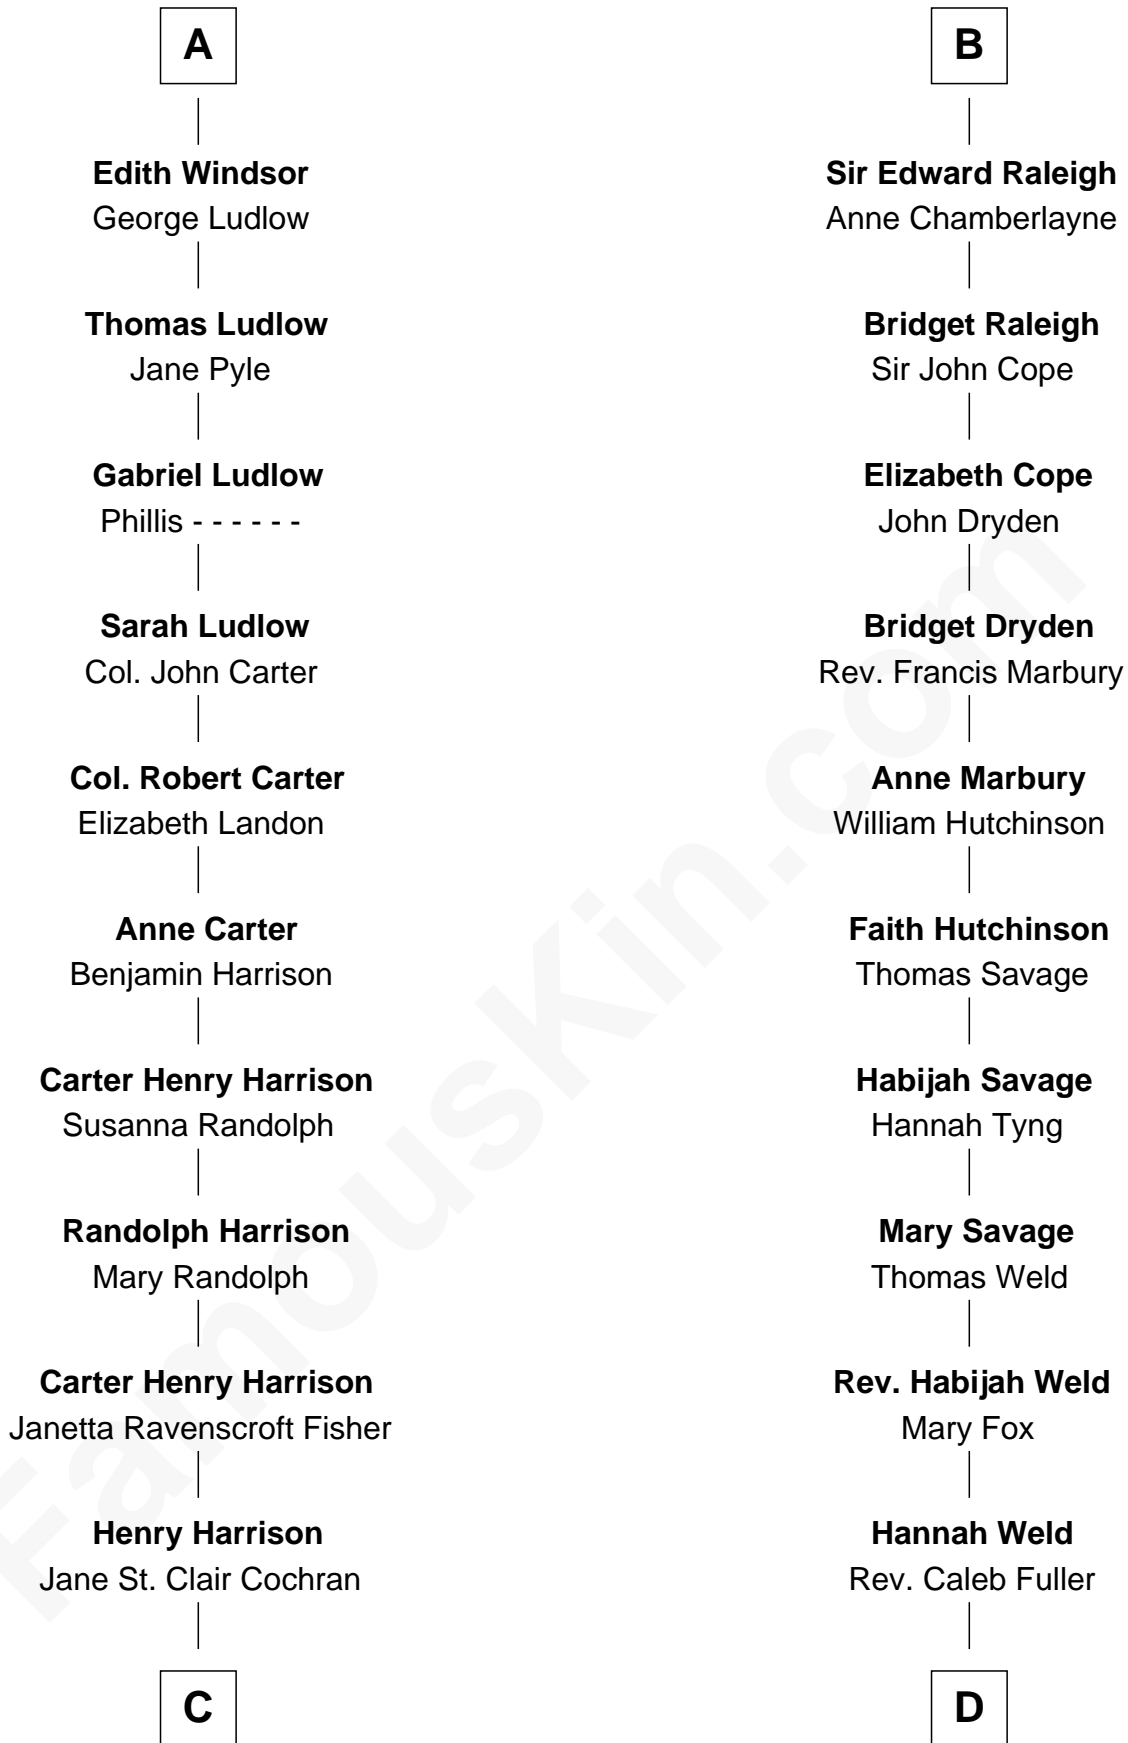 A
Edith Windsor
George Ludlow
Thomas Ludlow
Jane Pyle
Gabriel Ludlow
Phillis - - - - - -
Sarah Ludlow
Col. John Carter
Col. Robert Carter
Elizabeth Landon
Anne Carter
Benjamin Harrison
Carter Henry Harrison
Susanna Randolph
Randolph Harrison
Mary Randolph
Carter Henry Harrison
Janetta Ravenscroft Fisher
Henry Harrison
Jane St. Clair Cochran
C
B
Sir Edward Raleigh
Anne Chamberlayne
Bridget Raleigh
Sir John Cope
Elizabeth Cope
John Dryden
Bridget Dryden
Rev. Francis Marbury
Anne Marbury
William Hutchinson
Faith Hutchinson
Thomas Savage
Habijah Savage
Hannah Tyng
Mary Savage
Thomas Weld
Rev. Habijah Weld
Mary Fox
Hannah Weld
Rev. Caleb Fuller
D
FamousKin.com